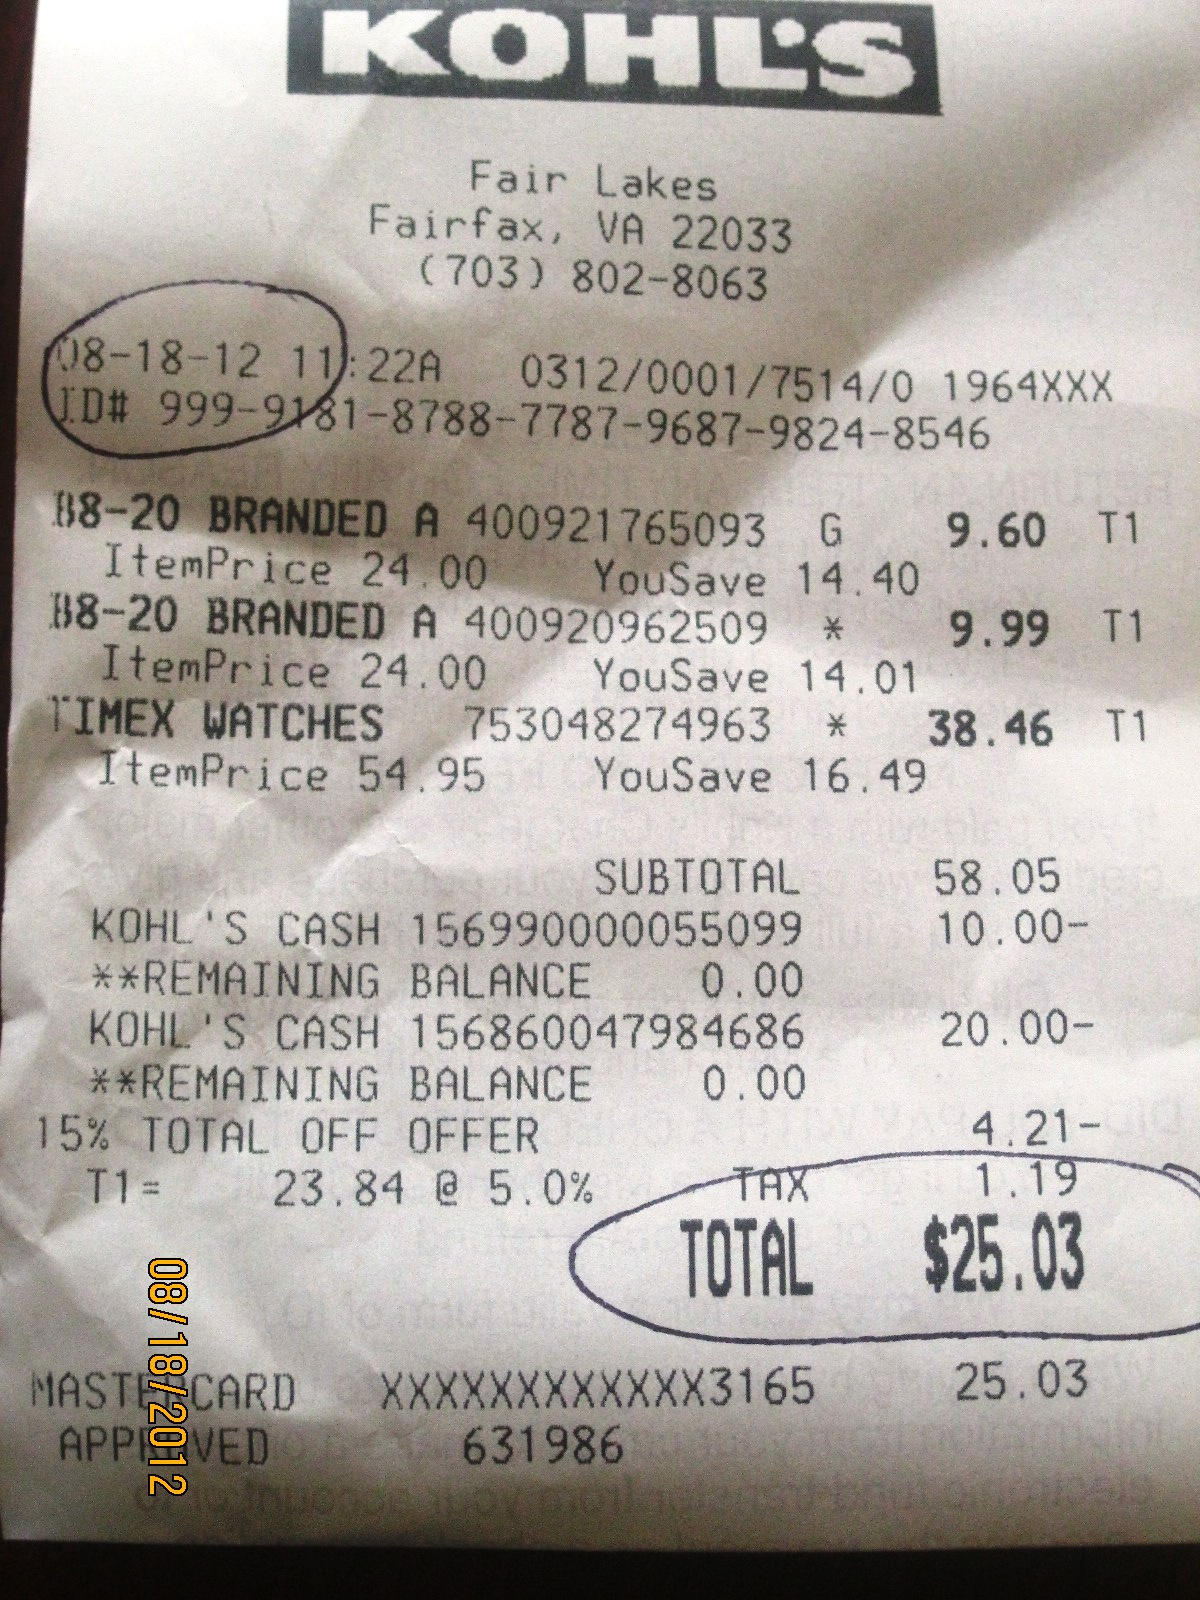 KOHL'S
Fair Lakes
Fairfax, VA 22033
(703) 802-8063
08-18-12 11:22A 0312/0001/7514/0 1964XXX
ID# 999-9181-8788-7787-9687-9824-8546
B8-20 BRANDED A 400921765093 G 9.60 T1
ItemPrice 24.00 YouSave 14.40
B8-20 BRANDED A 400920962509 * 9.99 T1
ItemPrice 24.00 YouSave 14.01
TIMEX WATCHES 753048274963 * 38.46 T1
ItemPrice 54.95 YouSave 16.49
SUBTOTAL 58.05
KOHL'S CASH 156990000055099 10.00-
**REMAINING BALANCE 0.00
KOHL'S CASH 156860047984686 20.00-
**REMAINING BALANCE 0.00
15% TOTAL OFF OFFER 4.21-
T1= 23.84 @ 5.0% TAX 1.19
TOTAL $25.03
MASTERCARD XXXXXXXXXXXX3165 25.03
APPROVED 631986
08/18/2012